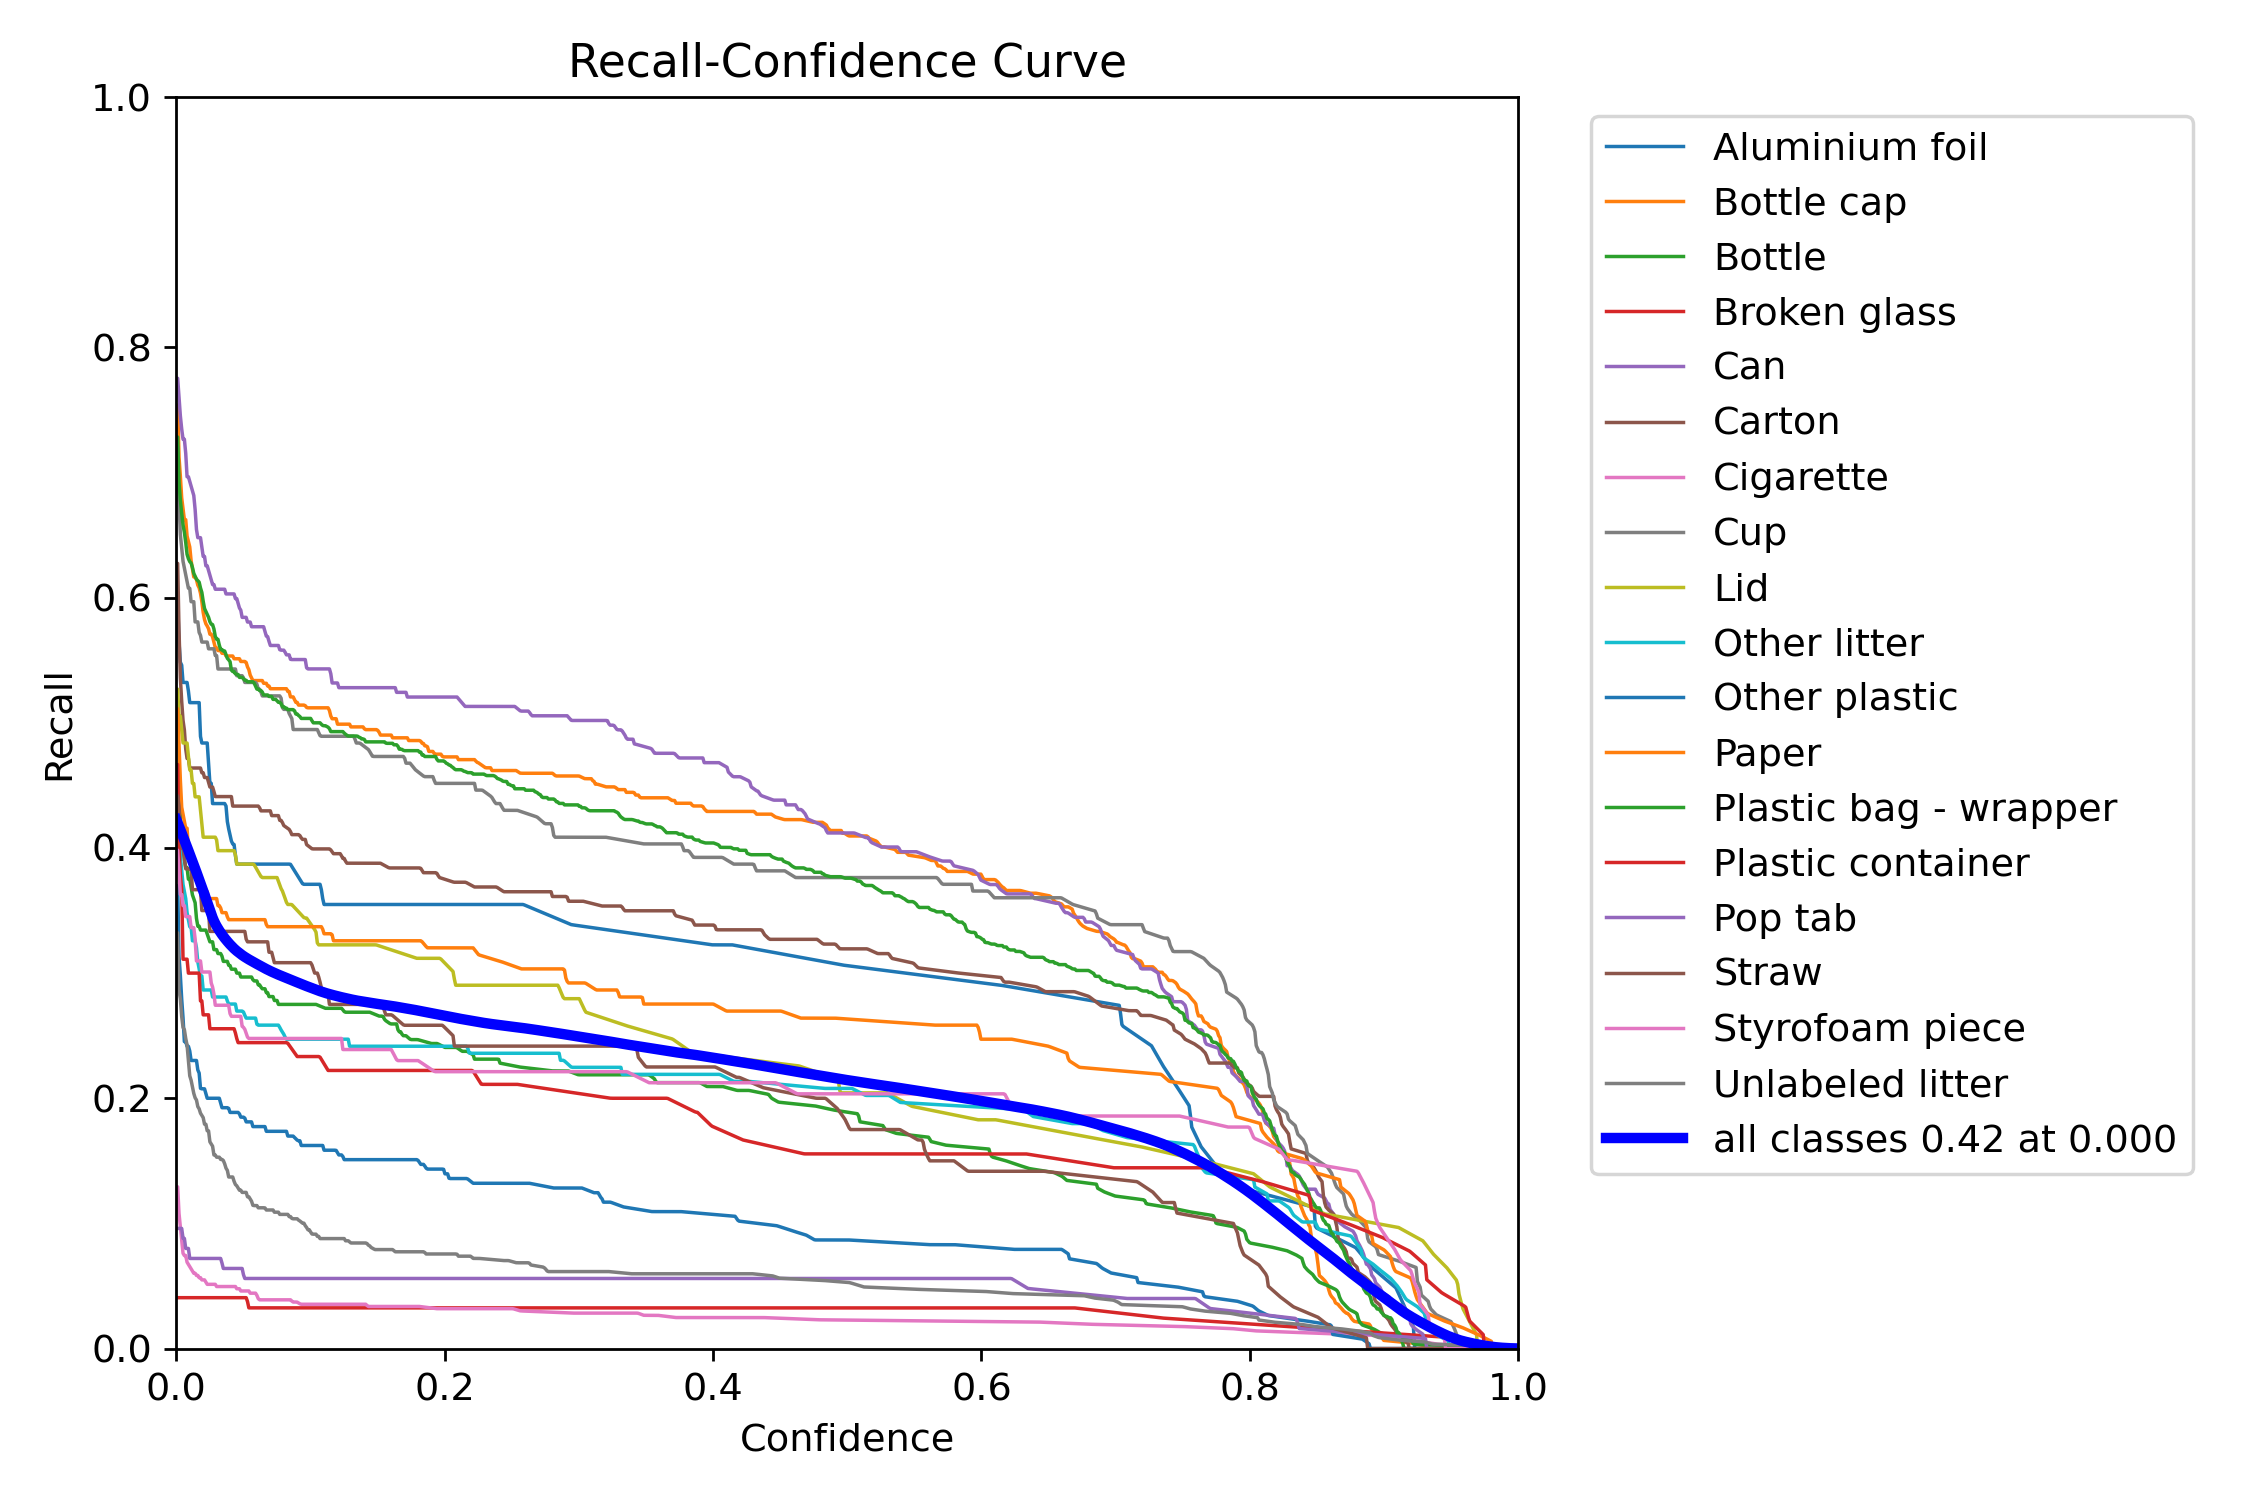 Recall-Confidence Curve
1.0
0.8
0.6
0.4
0.2
0.0
Recall
0.0 0.2 0.4 0.6 0.8 1.0
Confidence
Aluminium foil
Bottle cap
Bottle
Broken glass
Can
Carton
Cigarette
Cup
Lid
Other litter
Other plastic
Paper
Plastic bag - wrapper
Plastic container
Pop tab
Straw
Styrofoam piece
Unlabeled litter
all classes 0.42 at 0.000